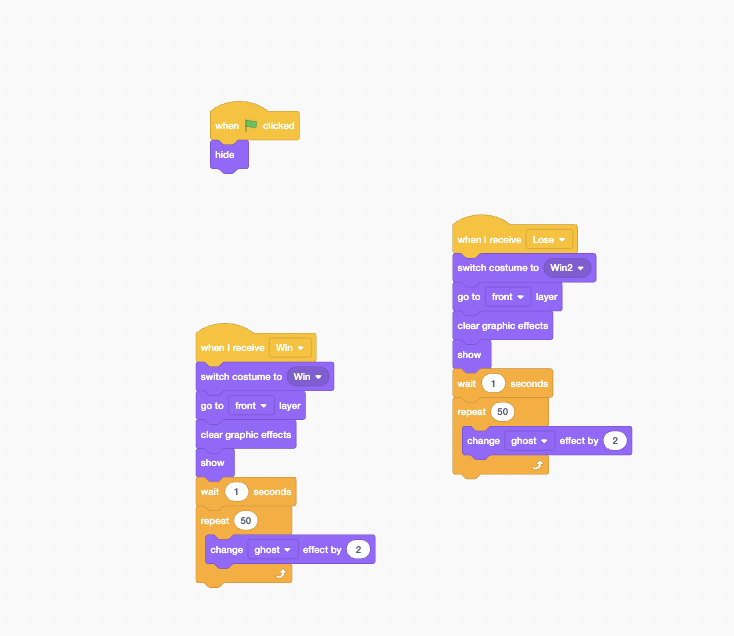 when clicked
hide
when I receive Lose
switch costume to Win2
go to front layer
clear graphic effects
show
wait 1 seconds
repeat 50
change ghost effect by 2
when I receive Win
switch costume to Win
go to front layer
clear graphic effects
show
wait 1 seconds
repeat 50
change ghost effect by 2